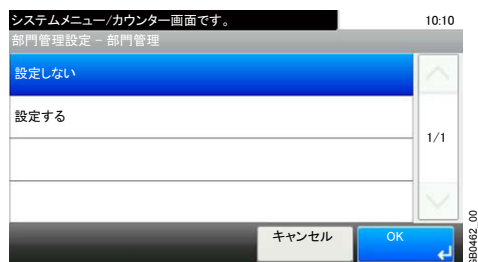 システムメニュー/カウンター画面です。
10:10
部門管理設定 - 部門管理
設定しない
設定する
1/1
キャンセル
OK
GB0462_00